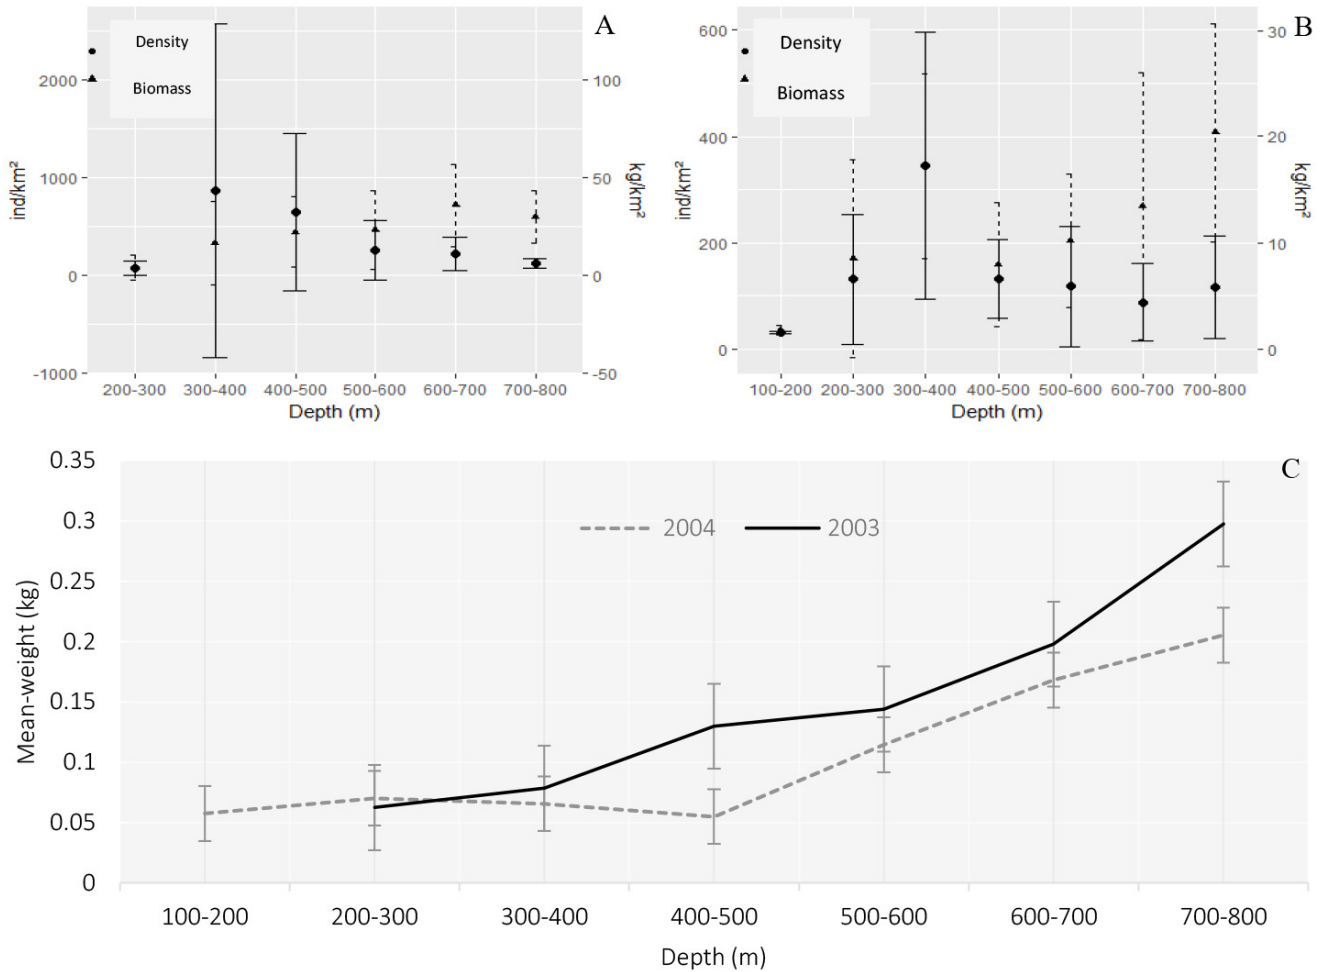 A
Density
Biomass
2000
1000
0
-1000
100
50
0
-50
ind/km²
kg/km²
200-300 300-400 400-500 500-600 600-700 700-800
Depth (m)
B
Density
Biomass
600
400
200
0
30
20
10
0
ind/km²
kg/km²
100-200 200-300 300-400 400-500 500-600 600-700 700-800
Depth (m)
C
0.35
0.3
0.25
0.2
0.15
0.1
0.05
0
Mean-weight (kg)
2004 2003
100-200 200-300 300-400 400-500 500-600 600-700 700-800
Depth (m)